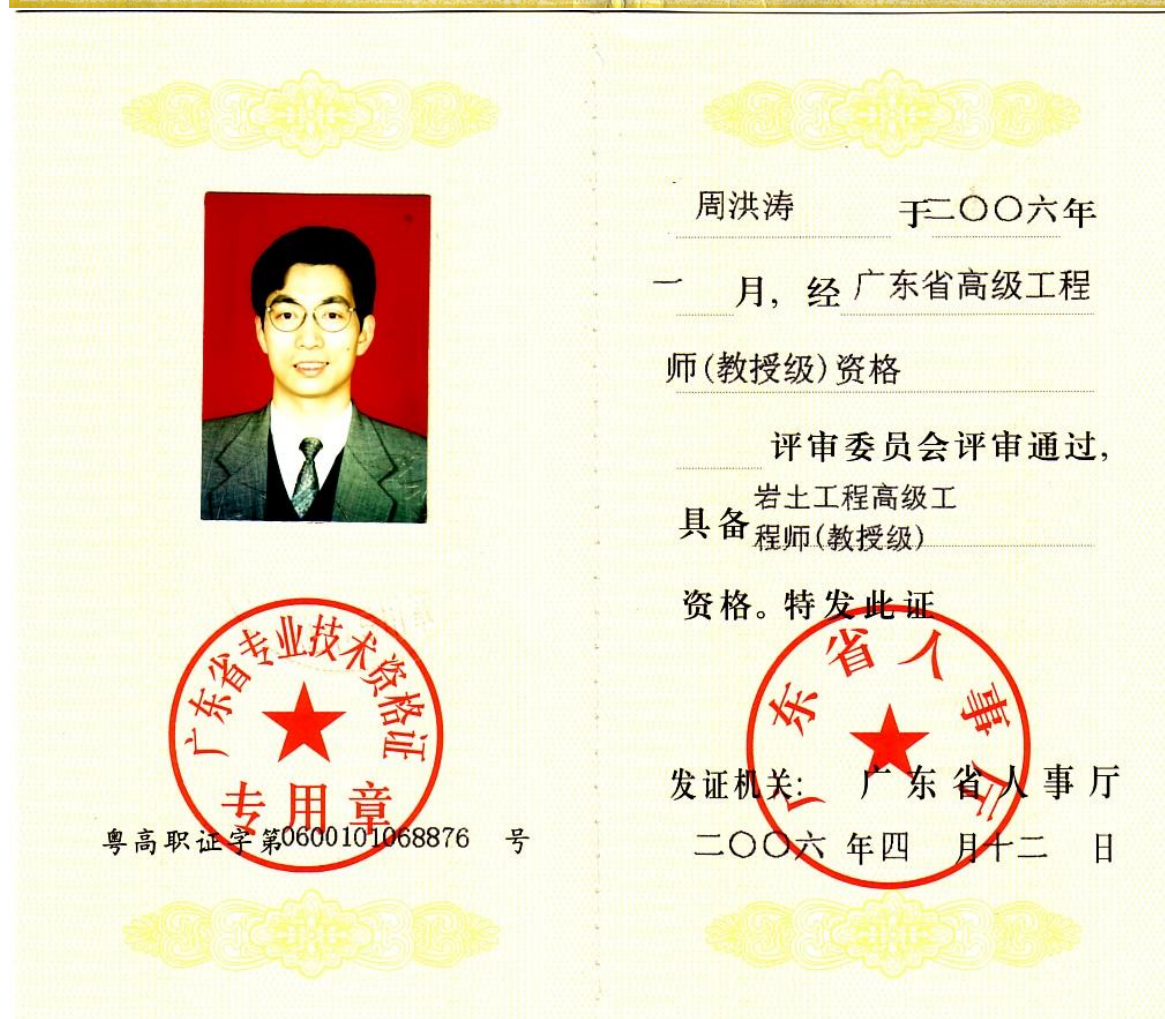 广东省专业技术资格证
专用章
粤高职证字第0600101068876 号
周洪涛 于二〇〇六年
一 月，经广东省高级工程
师(教授级)资格
评审委员会评审通过，
具备岩土工程高级工
程师(教授级)
资格。特发此证
广东省人事厅
发证机关: 广东省人事厅
二〇〇六 年四 月十二 日